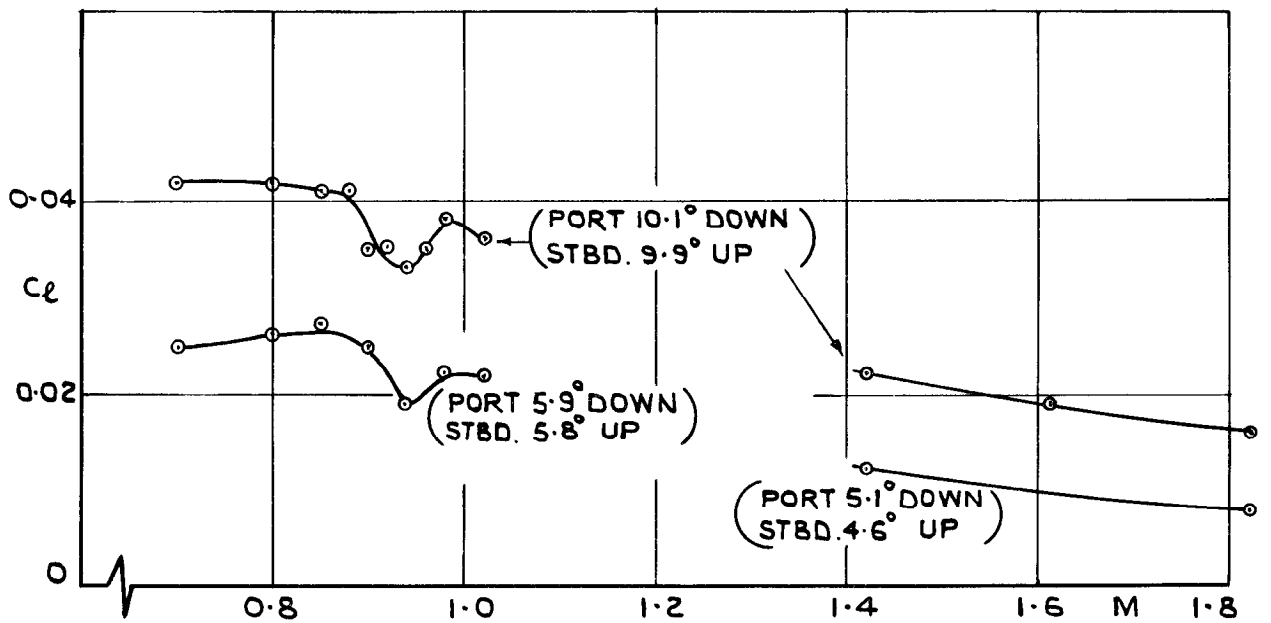 0.04
Cℓ
0.02
0
(PORT 10.1° DOWN
STBD. 9.9° UP)
(PORT 5.9° DOWN
STBD. 5.8° UP)
(PORT 5.1° DOWN
STBD. 4.6° UP)
0.8 1.0 1.2 1.4 1.6 M 1.8